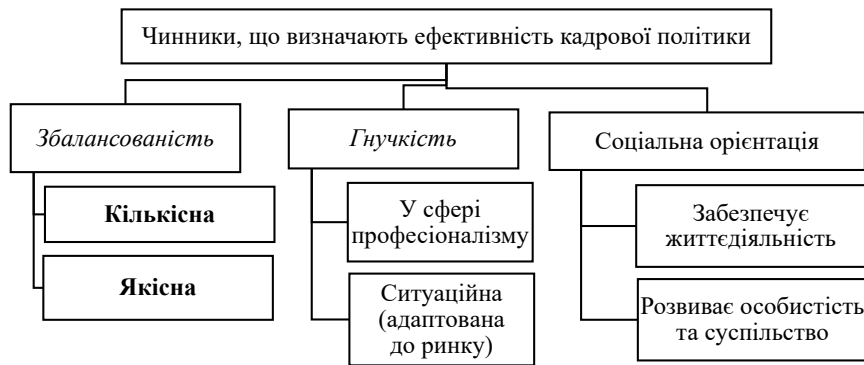 Чинники, що визначають ефективність кадрової політики
Збалансованість
Кількісна
Якісна
Гнучкість
У сфері
професіоналізму
Ситуаційна
(адаптована
до ринку)
Соціальна орієнтація
Забезпечує
життєдіяльність
Розвиває особистість
та суспільство